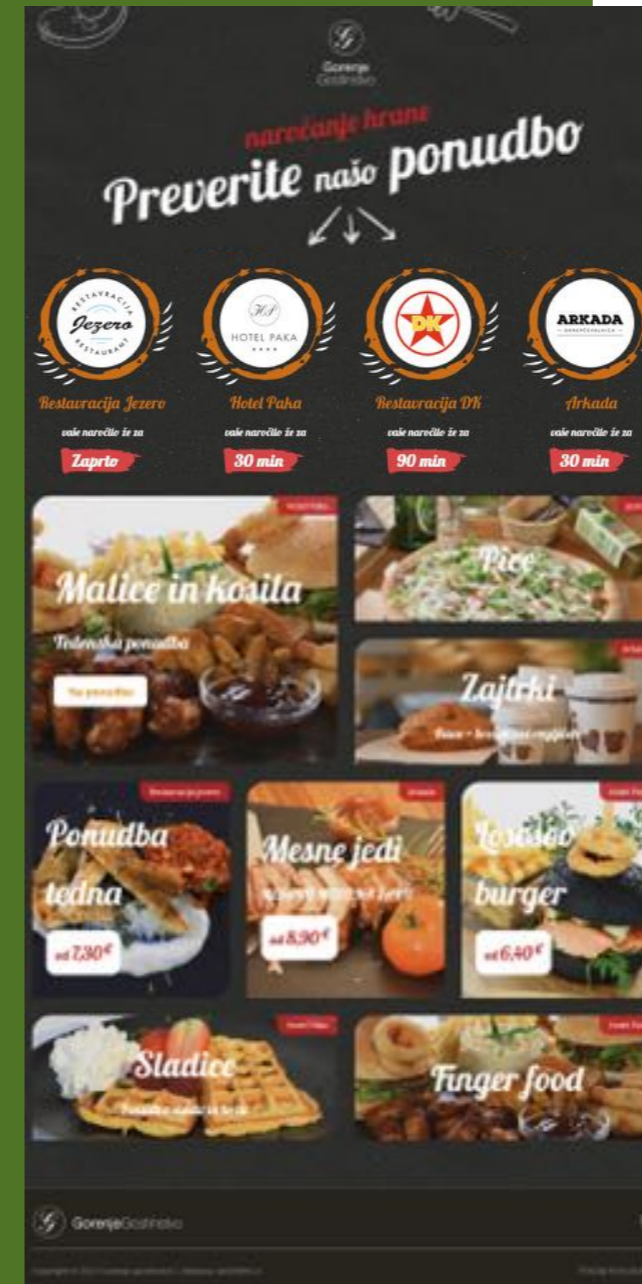 Gorenje
Gostinstvo
naročanje hrane
Preverite našo ponudbo
RESTAVRACIJA
Jezero
RESTAURANT
HOTEL PAKA
DK
ARKADA
Restavracija Jezero
Hotel Paka
Restavracija DK
Arkada
vaše naročilo že za
vaše naročilo že za
vaše naročilo že za
vaše naročilo že za
Zaprto
30 min
90 min
30 min
Malice in kosila
Tedenska ponudba
Na ponudbo
Pice
Zajtrki
Ponudba
tedna
od 7,30€
Mesne jedi
od 8,90€
Lososov
burger
od 6,40€
Sladice
Finger food
GorenjeGostinstvo